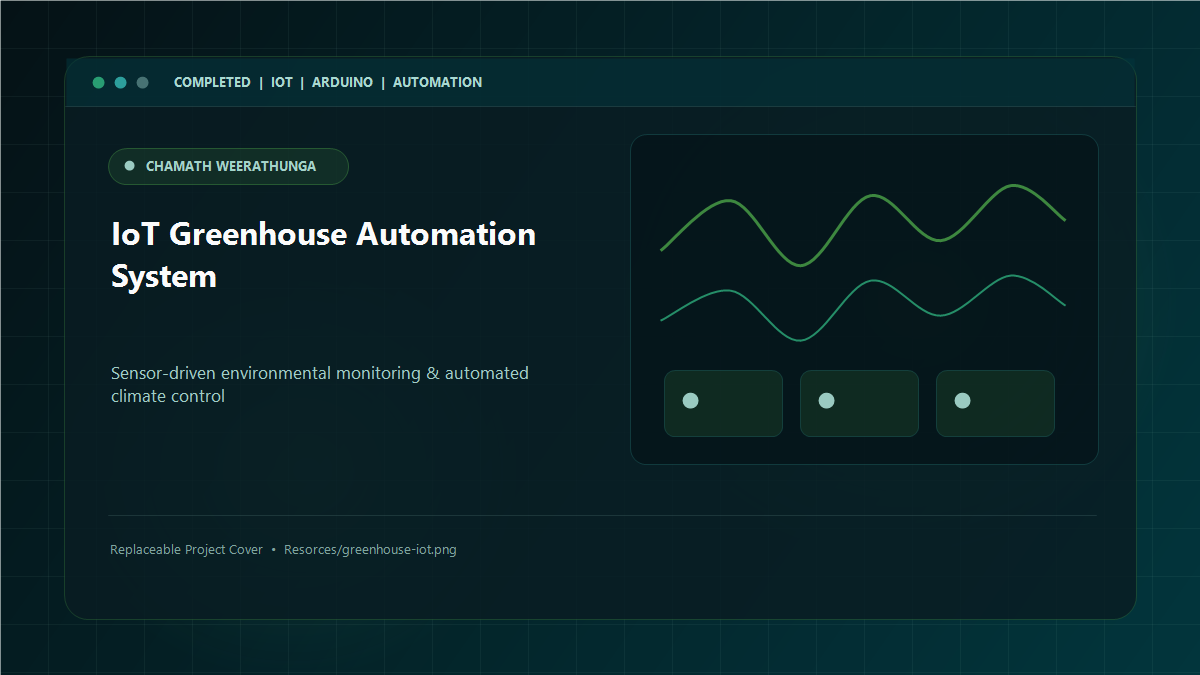 COMPLETED | IOT | ARDUINO | AUTOMATION
CHAMATH WEERATHUNGA
IoT Greenhouse Automation
System
Sensor-driven environmental monitoring & automated
climate control
Replaceable Project Cover • Resorces/greenhouse-iot.png